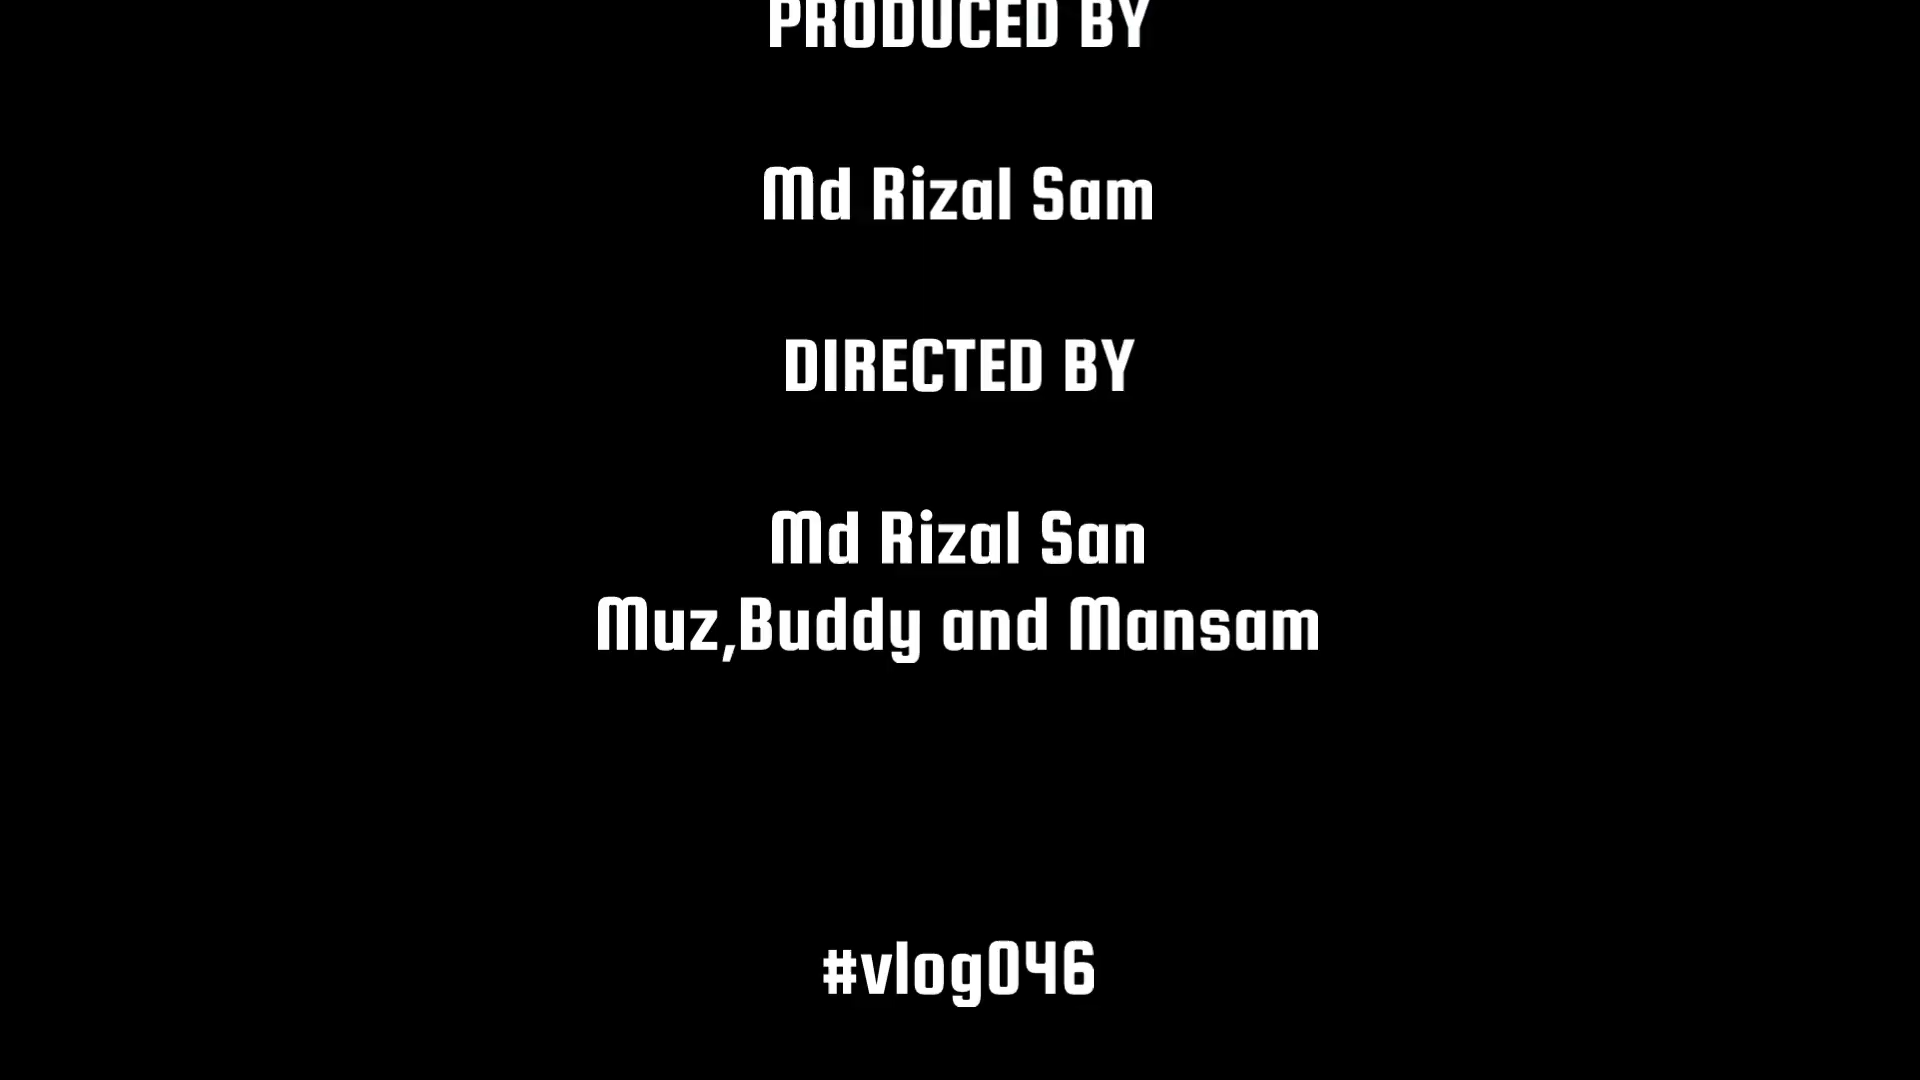 PRODUCED BY
Md Rizal Sam
DIRECTED BY
Md Rizal San
Muz,Buddy and Mansam
#vlog046